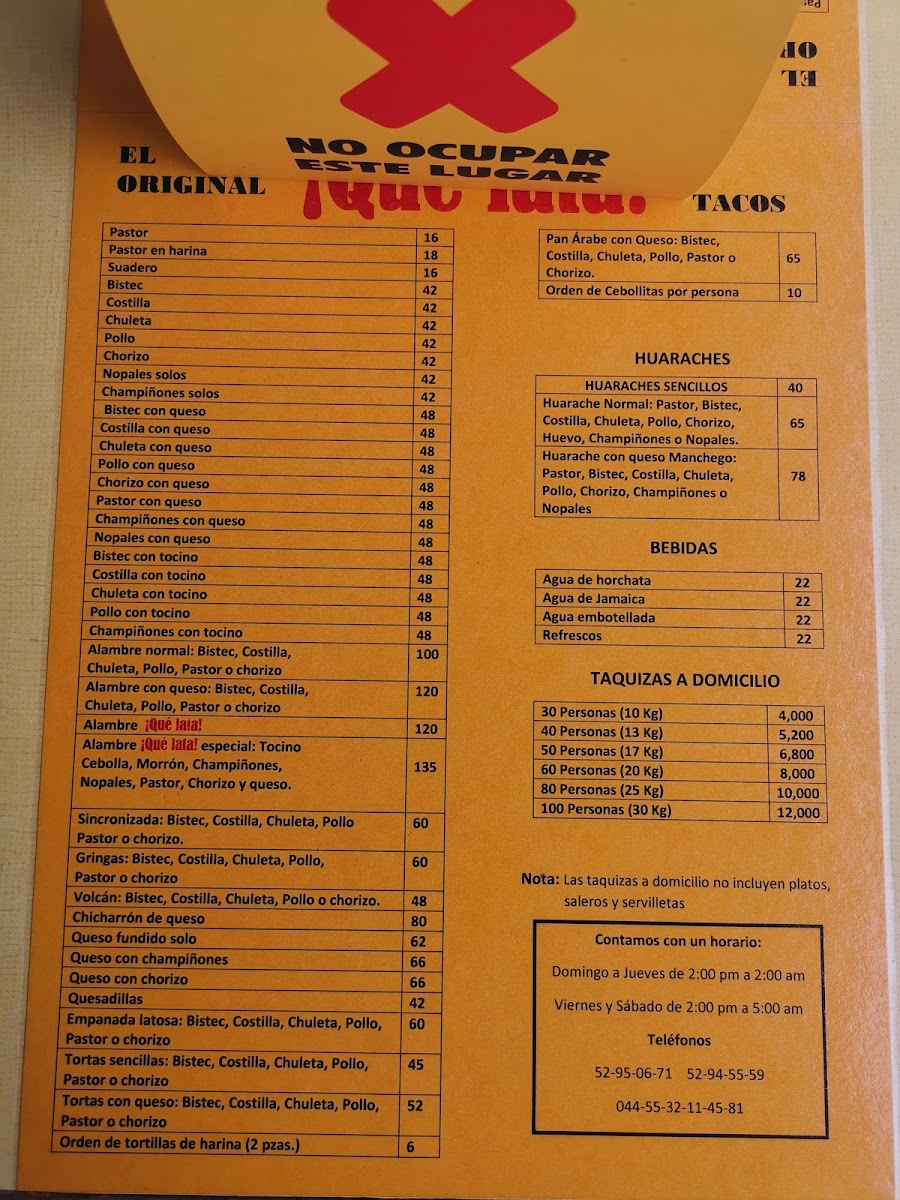 NO OCUPAR
ESTE LUGAR
EL
ORIGINAL
¡Qué lata!
TACOS
Pastor 16
Pastor en harina 18
Suadero 16
Bistec 42
Costilla 42
Chuleta 42
Pollo 42
Chorizo 42
Nopales solos 42
Champiñones solos 42
Bistec con queso 48
Costilla con queso 48
Chuleta con queso 48
Pollo con queso 48
Chorizo con queso 48
Pastor con queso 48
Champiñones con queso 48
Nopales con queso 48
Bistec con tocino 48
Costilla con tocino 48
Chuleta con tocino 48
Pollo con tocino 48
Champiñones con tocino 48
Alambre normal: Bistec, Costilla, 100
Chuleta, Pollo, Pastor o chorizo
Alambre con queso: Bistec, Costilla, 120
Chuleta, Pollo, Pastor o chorizo
Alambre ¡Qué lata! 120
Alambre ¡Qué lata! especial: Tocino
Cebolla, Morrón, Champiñones, 135
Nopales, Pastor, Chorizo y queso.
Sincronizada: Bistec, Costilla, Chuleta, Pollo 60
Pastor o chorizo.
Gringas: Bistec, Costilla, Chuleta, Pollo, 60
Pastor o chorizo
Volcán: Bistec, Costilla, Chuleta, Pollo o chorizo. 48
Chicharrón de queso 80
Queso fundido solo 62
Queso con champiñones 66
Queso con chorizo 66
Quesadillas 42
Empanada latosa: Bistec, Costilla, Chuleta, Pollo, 60
Pastor o chorizo
Tortas sencillas: Bistec, Costilla, Chuleta, Pollo, 45
Pastor o chorizo
Tortas con queso: Bistec, Costilla, Chuleta, Pollo, 52
Pastor o chorizo
Orden de tortillas de harina (2 pzas.) 6
Pan Árabe con Queso: Bistec,
Costilla, Chuleta, Pollo, Pastor o 65
Chorizo.
Orden de Cebollitas por persona 10
HUARACHES
HUARACHES SENCILLOS 40
Huarache Normal: Pastor, Bistec,
Costilla, Chuleta, Pollo, Chorizo, 65
Huevo, Champiñones o Nopales.
Huarache con queso Manchego:
Pastor, Bistec, Costilla, Chuleta, 78
Pollo, Chorizo, Champiñones o
Nopales
BEBIDAS
Agua de horchata 22
Agua de Jamaica 22
Agua embotellada 22
Refrescos 22
TAQUIZAS A DOMICILIO
30 Personas (10 Kg) 4,000
40 Personas (13 Kg) 5,200
50 Personas (17 Kg) 6,800
60 Personas (20 Kg) 8,000
80 Personas (25 Kg) 10,000
100 Personas (30 Kg) 12,000
Nota: Las taquizas a domicilio no incluyen platos,
saleros y servilletas
Contamos con un horario:
Domingo a Jueves de 2:00 pm a 2:00 am
Viernes y Sábado de 2:00 pm a 5:00 am
Teléfonos
52-95-06-71 52-94-55-59
044-55-32-11-45-81